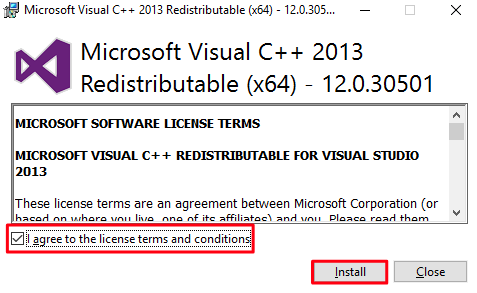 Microsoft Visual C++ 2013 Redistributable (x64) - 12.0.305...
Microsoft Visual C++ 2013
Redistributable (x64) - 12.0.30501
MICROSOFT SOFTWARE LICENSE TERMS
MICROSOFT VISUAL C++ REDISTRIBUTABLE FOR VISUAL STUDIO
2013
These license terms are an agreement between Microsoft Corporation (or
based on where you live, one of its affiliates) and you. Please read them
I agree to the license terms and conditions
Install
Close